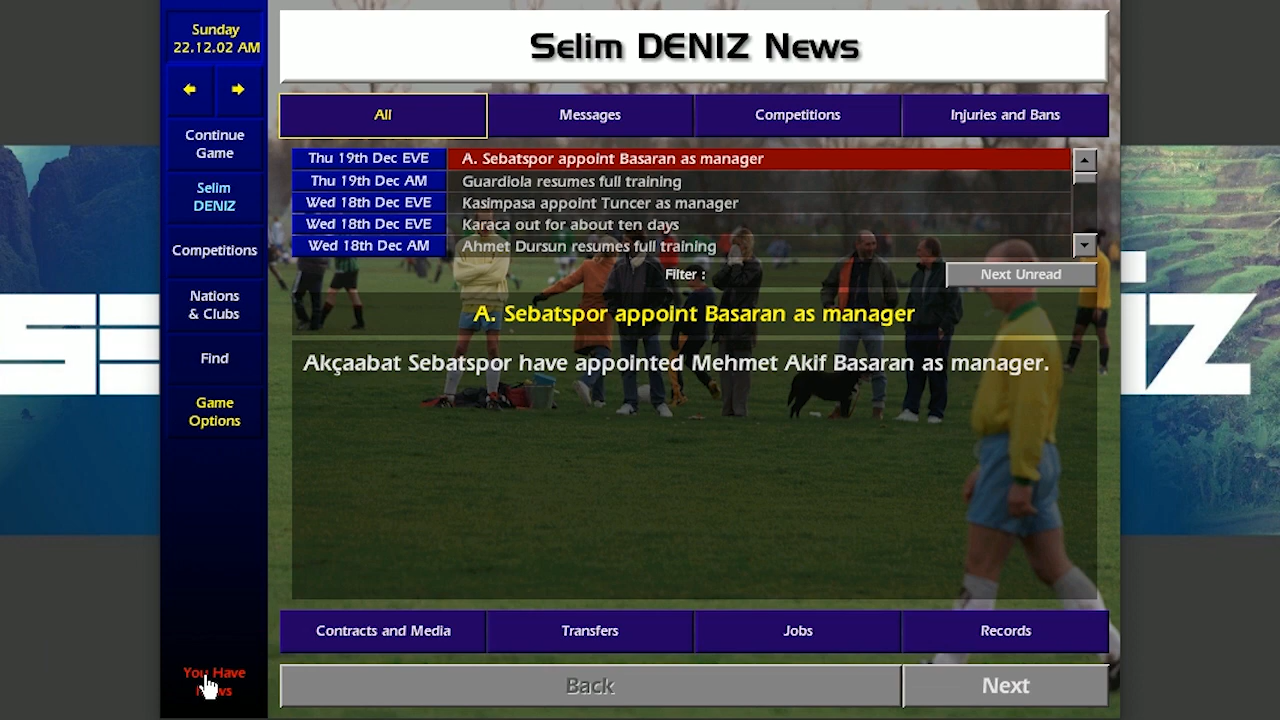 Selim DENIZ News
Sunday
22.12.02 AM
Continue
Game
Selim
DENIZ
Competitions
Nations
& Clubs
Find
Game
Options
You Have
All
Messages
Competitions
Injuries and Bans
Thu 19th Dec EVE A. Sebatspor appoint Basaran as manager
Thu 19th Dec AM Guardiola resumes full training
Wed 18th Dec EVE Kasimpasa appoint Tuncer as manager
Wed 18th Dec EVE Karaca out for about ten days
Wed 18th Dec AM Ahmet Dursun resumes full training
Filter :
Next Unread
A. Sebatspor appoint Basaran as manager
Akçaabat Sebatspor have appointed Mehmet Akif Basaran as manager.
Contracts and Media
Transfers
Jobs
Records
Back
Next